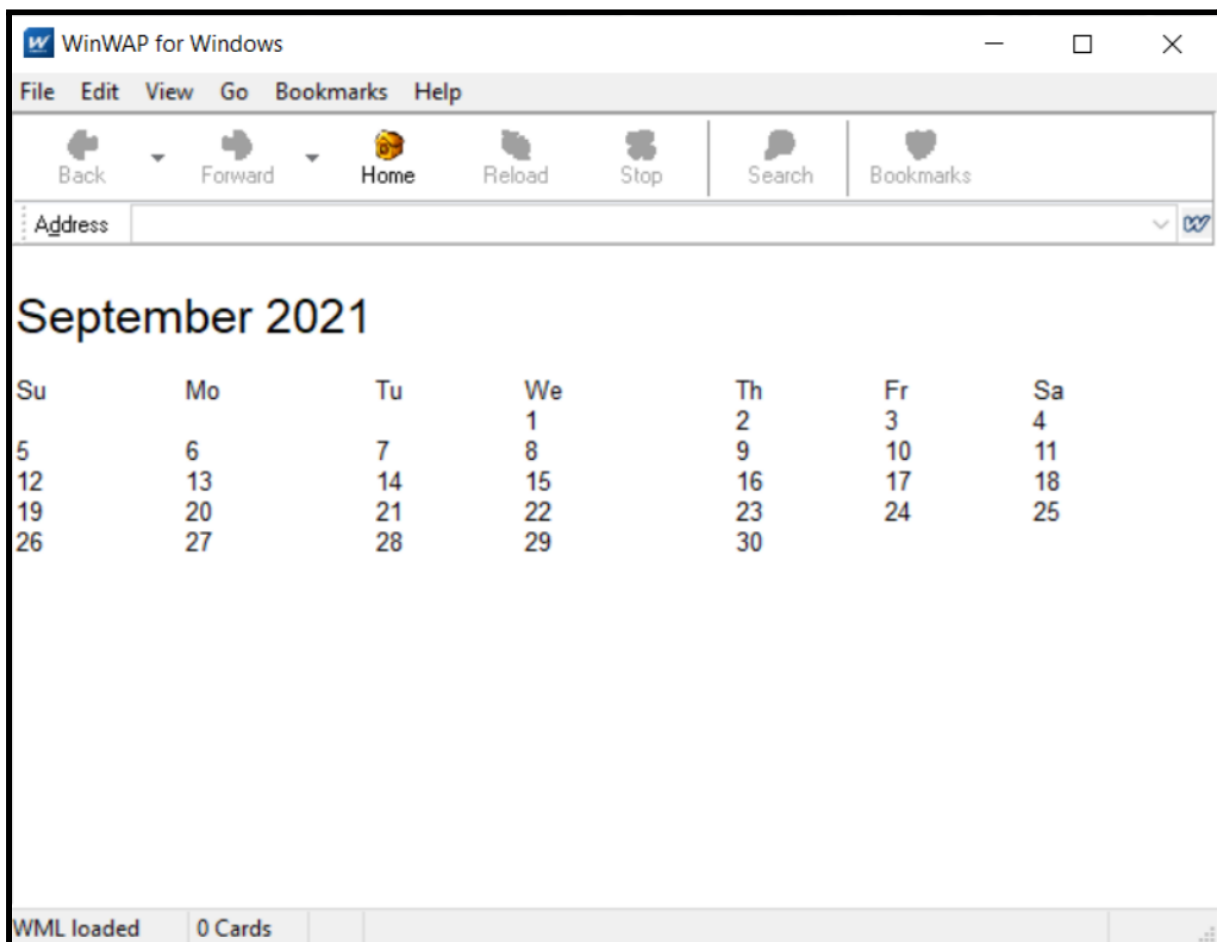 WinWAP for Windows
File Edit View Go Bookmarks Help
Back Forward Home Reload Stop Search Bookmarks
Address
September 2021
Su Mo Tu We Th Fr Sa
1 2 3 4
5 6 7 8 9 10 11
12 13 14 15 16 17 18
19 20 21 22 23 24 25
26 27 28 29 30
WML loaded 0 Cards